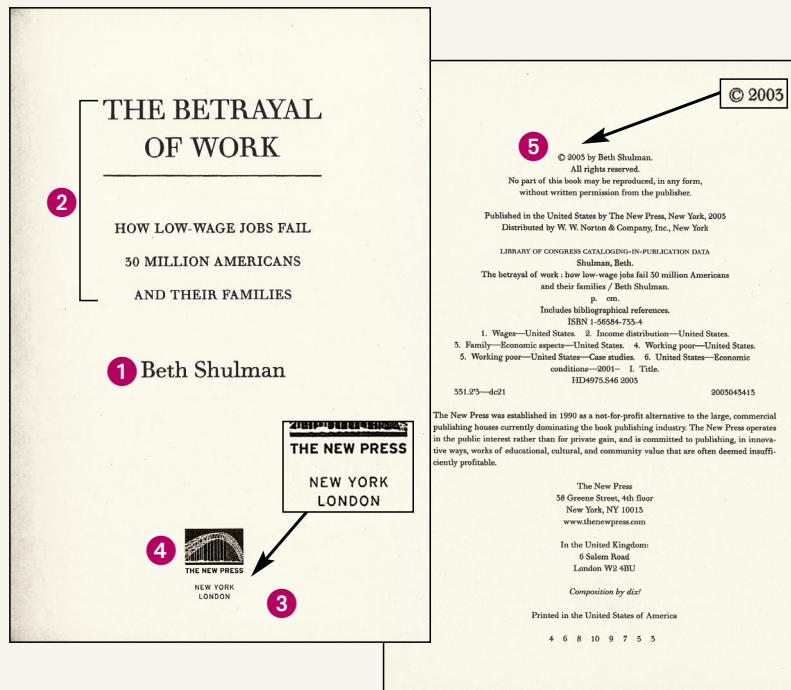 THE BETRAYAL
OF WORK
2
HOW LOW-WAGE JOBS FAIL
30 MILLION AMERICANS
AND THEIR FAMILIES
1 Beth Shulman
THE NEW PRESS
NEW YORK
LONDON
4
THE NEW PRESS
NEW YORK
LONDON
3
© 2003
5
© 2003 by Beth Shulman.
All rights reserved.
No part of this book may be reproduced, in any form,
without written permission from the publisher.
Published in the United States by The New Press, New York, 2003
Distributed by W. W. Norton & Company, Inc., New York
LIBRARY OF CONGRESS CATALOGING-IN-PUBLICATION DATA
Shulman, Beth.
The betrayal of work : how low-wage jobs fail 30 million Americans
and their families / Beth Shulman.
p. cm.
Includes bibliographical references.
ISBN 1-56584-733-4
1. Wages—United States. 2. Income distribution—United States.
3. Family—Economic aspects—United States. 4. Working poor—United States.
5. Working poor—United States—Case studies. 6. United States—Economic
conditions—2001– I. Title.
HD4975.S46 2003
331.2'3—dc21 2003043413
The New Press was established in 1990 as a not-for-profit alternative to the large, commercial
publishing houses currently dominating the book publishing industry. The New Press operates
in the public interest rather than for private gain, and is committed to publishing, in innova-
tive ways, works of educational, cultural, and community value that are often deemed insuffi-
ciently profitable.
The New Press
38 Greene Street, 4th floor
New York, NY 10013
www.thenewpress.com
In the United Kingdom:
6 Salem Road
London W2 4BU
Composition by dix!
Printed in the United States of America
4 6 8 10 9 7 5 3